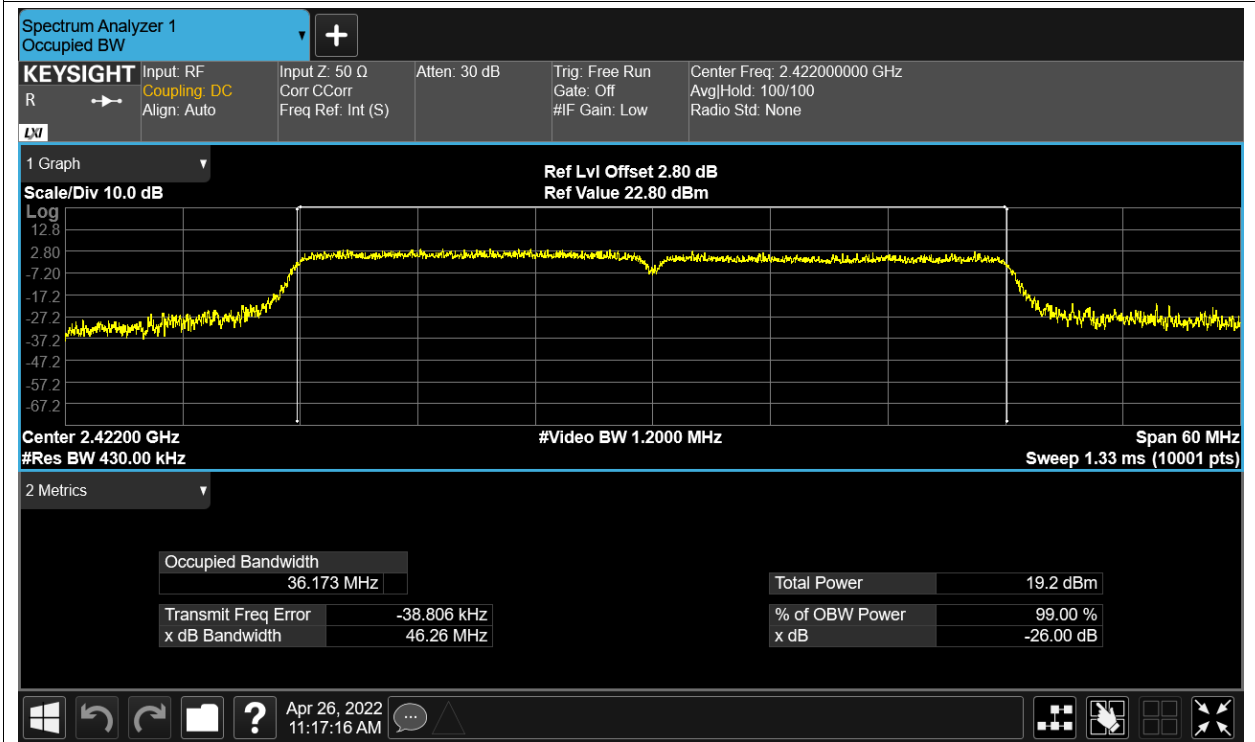 Spectrum Analyzer 1
Occupied BW
KEYSIGHT Input: RF Input Z: 50 Ω Atten: 30 dB Trig: Free Run Center Freq: 2.422000000 GHz
R Coupling: DC Corr CCorr Gate: Off Avg|Hold: 100/100
Align: Auto Freq Ref: Int (S) #IF Gain: Low Radio Std: None
LXI
1 Graph
Ref Lvl Offset 2.80 dB
Scale/Div 10.0 dB Ref Value 22.80 dBm
Log
12.8
2.80
-7.20
-17.2
-27.2
-37.2
-47.2
-57.2
-67.2
Center 2.42200 GHz #Video BW 1.2000 MHz Span 60 MHz
#Res BW 430.00 kHz Sweep 1.33 ms (10001 pts)
2 Metrics
Occupied Bandwidth
36.173 MHz Total Power 19.2 dBm
Transmit Freq Error -38.806 kHz % of OBW Power 99.00 %
x dB Bandwidth 46.26 MHz x dB -26.00 dB
? Apr 26, 2022
11:17:16 AM